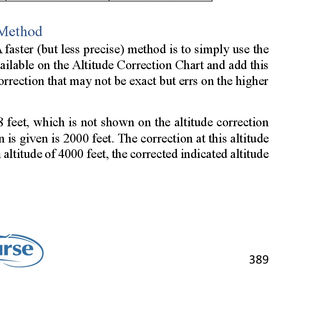 Method
A faster (but less precise) method is to simply use the
ailable on the Altitude Correction Chart and add this
orrection that may not be exact but errs on the higher
8 feet, which is not shown on the altitude correction
n is given is 2000 feet. The correction at this altitude
altitude of 4000 feet, the corrected indicated altitude
urse
389